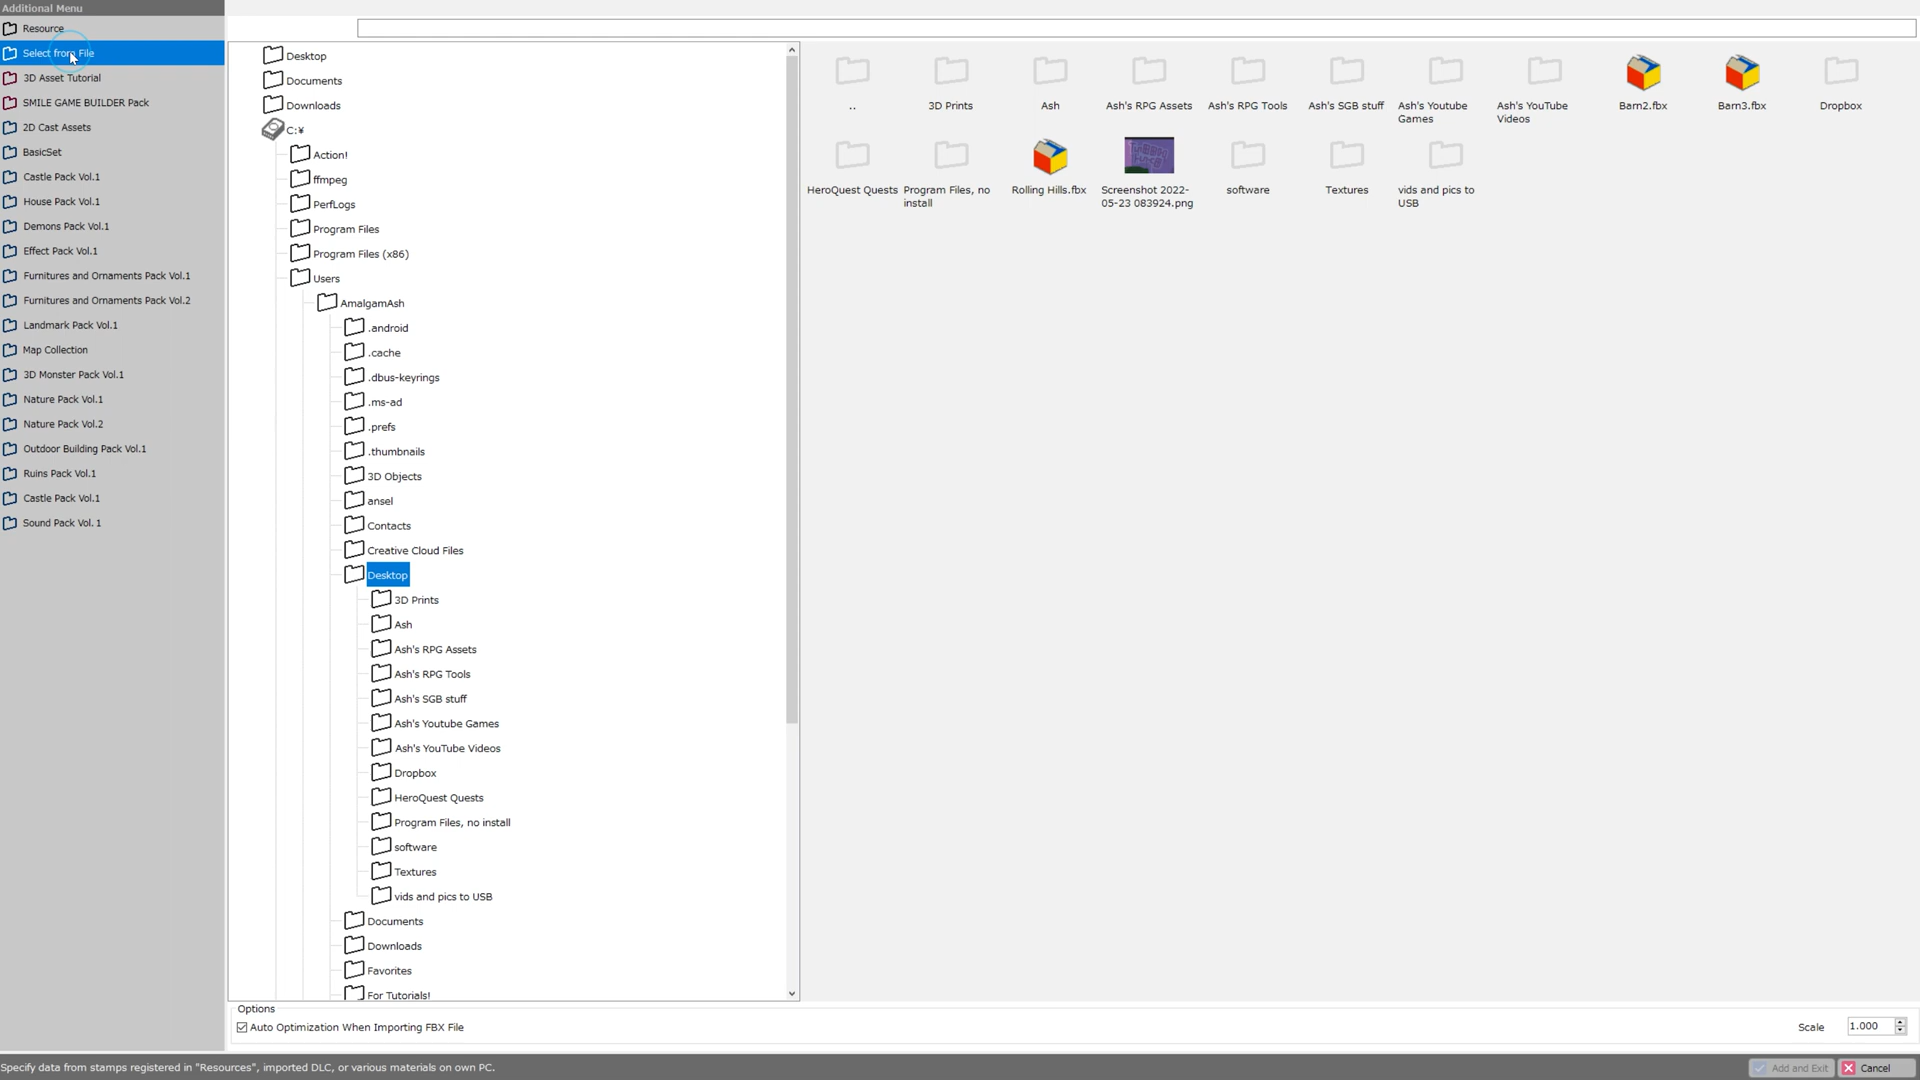 Additional Menu
Resource
Select from File
3D Asset Tutorial
SMILE GAME BUILDER Pack
2D Cast Assets
BasicSet
Castle Pack Vol.1
House Pack Vol.1
Demons Pack Vol.1
Effect Pack Vol.1
Furnitures and Ornaments Pack Vol.1
Furnitures and Ornaments Pack Vol.2
Landmark Pack Vol.1
Map Collection
3D Monster Pack Vol.1
Nature Pack Vol.1
Nature Pack Vol.2
Outdoor Building Pack Vol.1
Ruins Pack Vol.1
Castle Pack Vol.1
Sound Pack Vol. 1
Desktop
Documents
Downloads
C:¥
Action!
ffmpeg
PerfLogs
Program Files
Program Files (x86)
Users
AmalgamAsh
.android
.cache
.dbus-keyrings
.ms-ad
.prefs
.thumbnails
3D Objects
ansel
Contacts
Creative Cloud Files
Desktop
3D Prints
Ash
Ash's RPG Assets
Ash's RPG Tools
Ash's SGB stuff
Ash's Youtube Games
Ash's YouTube Videos
Dropbox
HeroQuest Quests
Program Files, no install
software
Textures
vids and pics to USB
Documents
Downloads
Favorites
For Tutorials!
..
3D Prints
Ash
Ash's RPG Assets
Ash's RPG Tools
Ash's SGB stuff
Ash's Youtube
Games
Ash's YouTube
Videos
Barn2.fbx
Barn3.fbx
Dropbox
HeroQuest Quests
Program Files, no
install
Rolling Hills.fbx
Screenshot 2022-
05-23 083924.png
software
Textures
vids and pics to
USB
Options
Auto Optimization When Importing FBX File
Scale
1.000
Specify data from stamps registered in "Resources", imported DLC, or various materials on own PC.
Add and Exit
Cancel